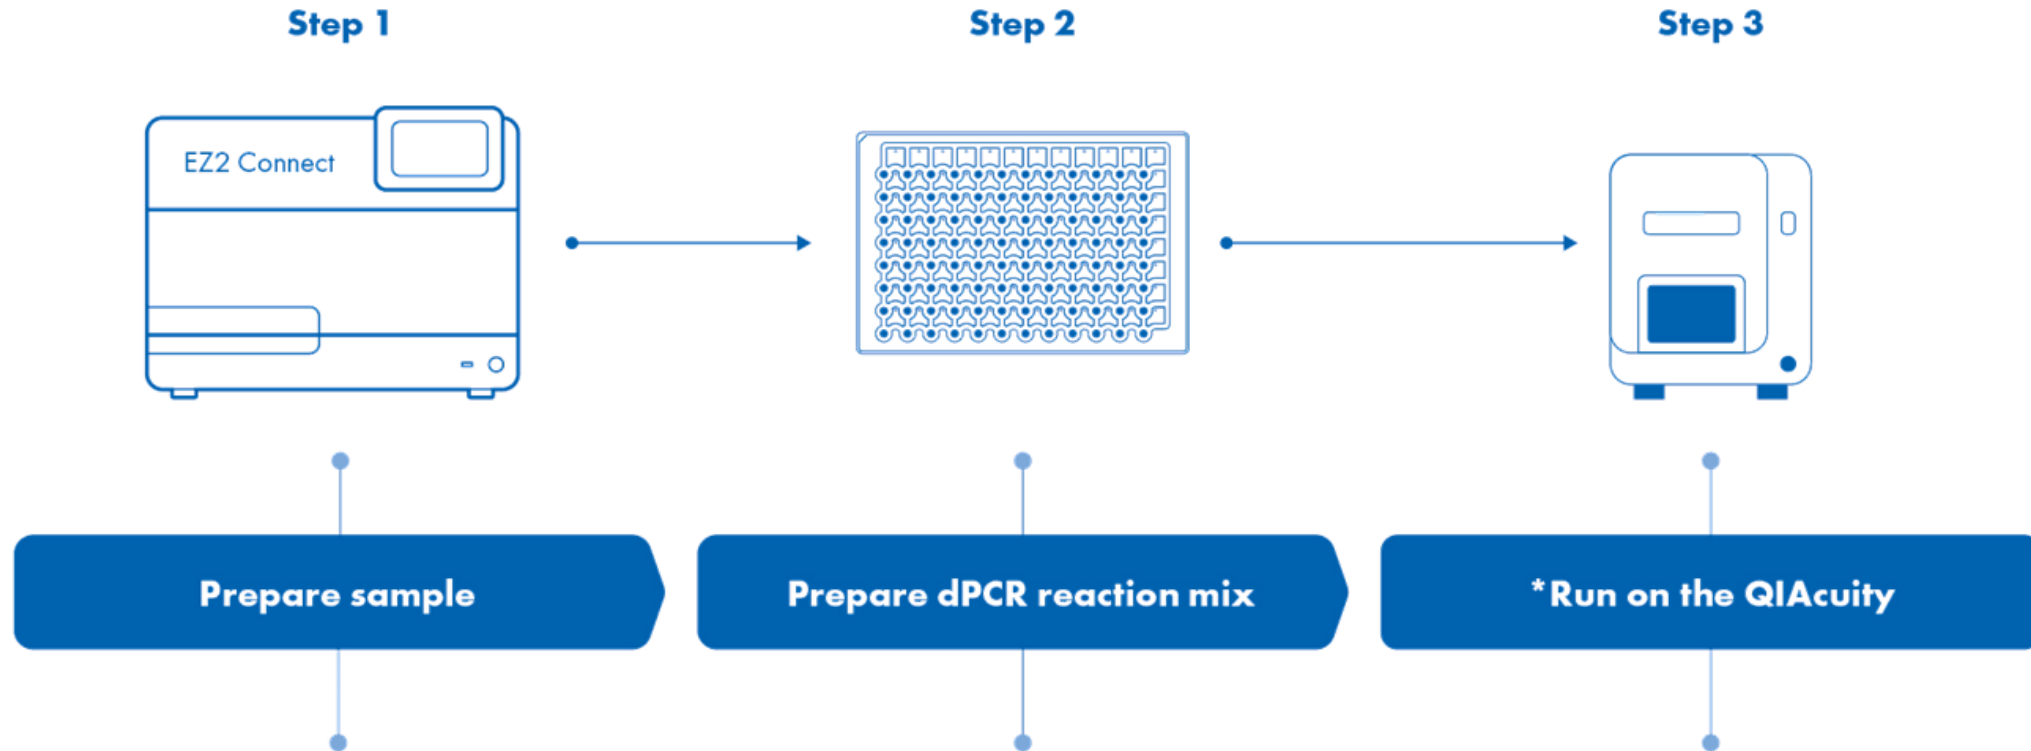 Step 1
Step 2
Step 3
EZ2 Connect
Prepare sample
Prepare dPCR reaction mix
*Run on the QIAcuity